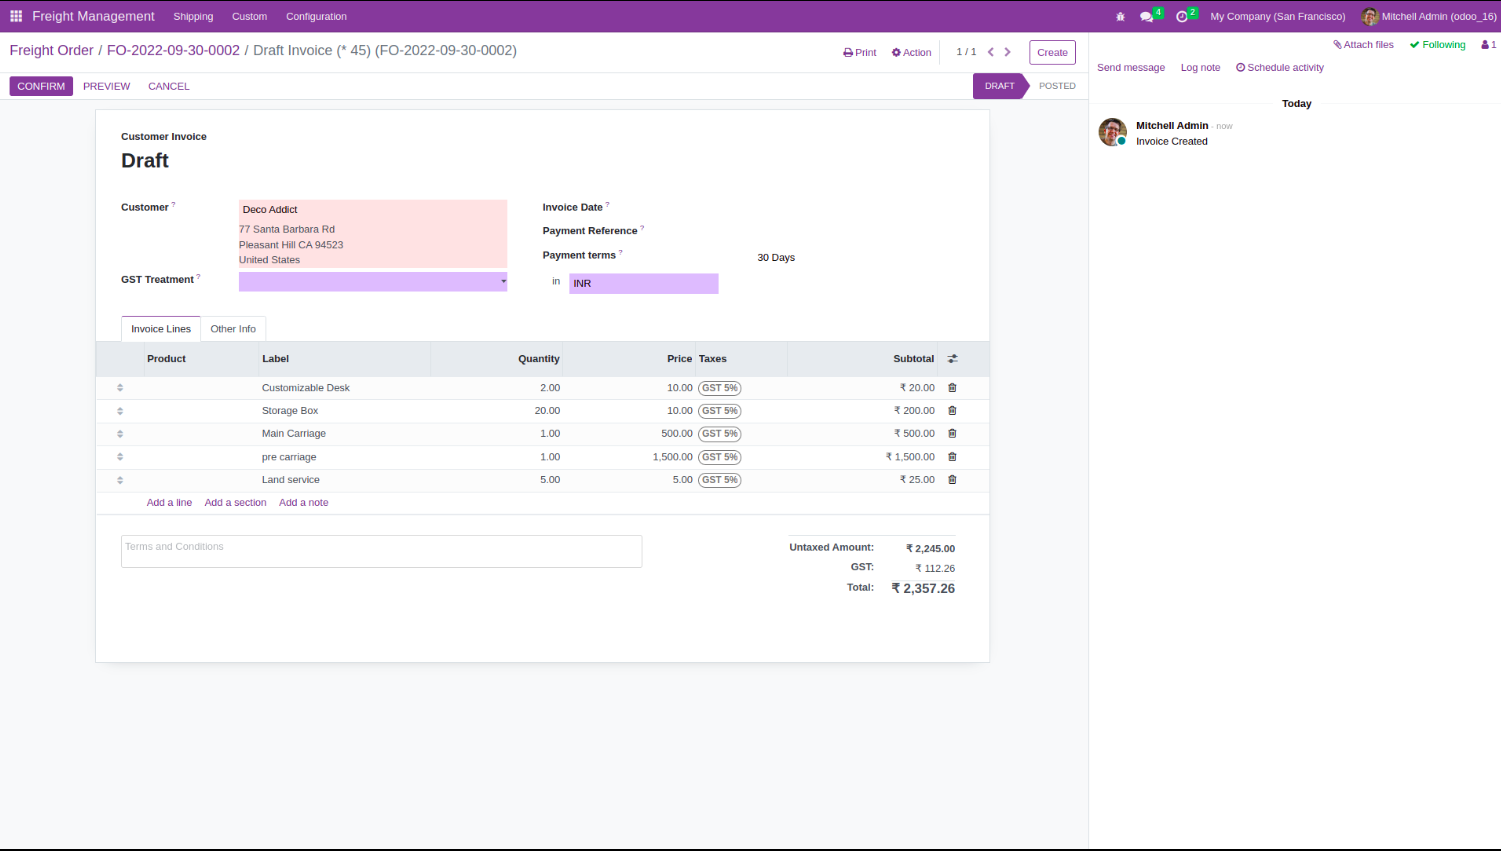 Freight Management Shipping Custom Configuration 4 2 My Company (San Francisco) Mitchell Admin (odoo_16)
Freight Order / FO-2022-09-30-0002 / Draft Invoice (* 45) (FO-2022-09-30-0002) Print Action 1 / 1 Create
CONFIRM PREVIEW CANCEL DRAFT POSTED
Customer Invoice
Draft
Customer ? Deco Addict
77 Santa Barbara Rd
Pleasant Hill CA 94523
United States
GST Treatment ?
Invoice Date ?
Payment Reference ?
Payment terms ? 30 Days
in INR
Invoice Lines Other Info
Product Label Quantity Price Taxes Subtotal
Customizable Desk 2.00 10.00 GST 5% ₹ 20.00
Storage Box 20.00 10.00 GST 5% ₹ 200.00
Main Carriage 1.00 500.00 GST 5% ₹ 500.00
pre carriage 1.00 1,500.00 GST 5% ₹ 1,500.00
Land service 5.00 5.00 GST 5% ₹ 25.00
Add a line Add a section Add a note
Terms and Conditions
Untaxed Amount: ₹ 2,245.00
GST: ₹ 112.26
Total: ₹ 2,357.26
Attach files Following 1
Send message Log note Schedule activity
Today
Mitchell Admin - now
Invoice Created